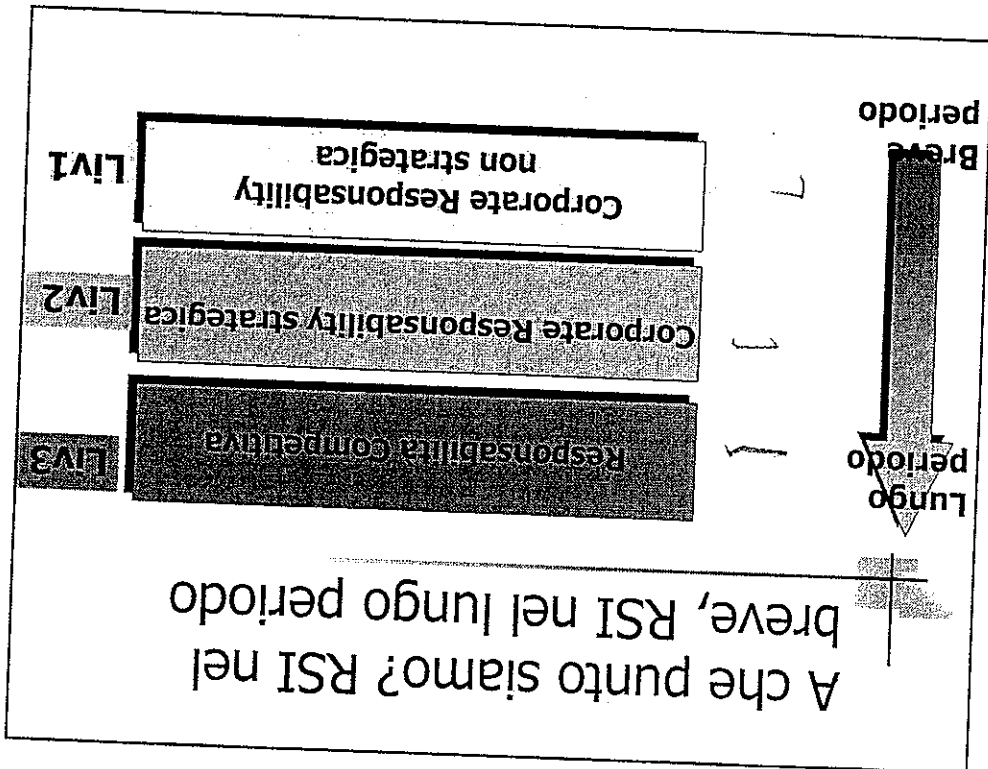 A che punto siamo? RSI nel
breve, RSI nel lungo periodo
Lungo
periodo
Responsabilità Competitiva
Liv3
Corporate Responsability strategica
Liv2
Corporate Responsability
non strategica
Liv1
Breve
periodo